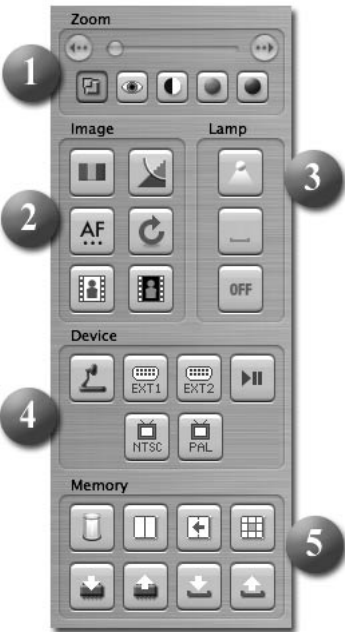 Zoom
1
Image
Lamp
2
3
AF
OFF
Device
4
EXT1
EXT2
NTSC
PAL
Memory
5